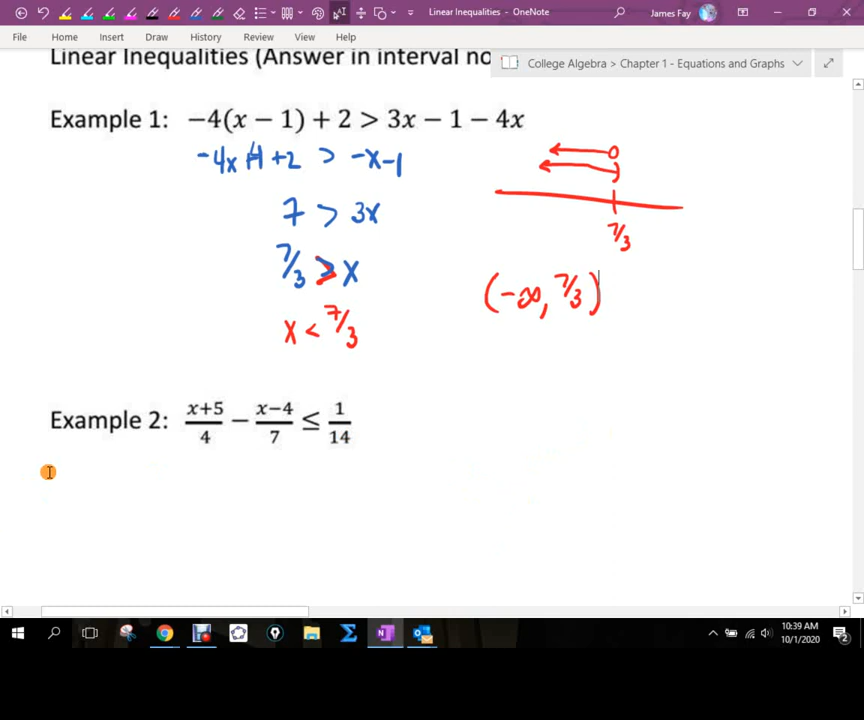 Linear Inequalities - OneNote
James Fay
File Home Insert Draw History Review View Help
Linear Inequalities (Answer in interval no
College Algebra > Chapter 1 - Equations and Graphs
Example 1: −4(x − 1) + 2 > 3x − 1 − 4x
-4x +4 +2 > -x-1
7 > 3x
7/3
7/3 > x
(-∞, 7/3)
x < 7/3
Example 2: (x+5)/4 − (x−4)/7 ≤ 1/14
10:39 AM
10/1/2020
2